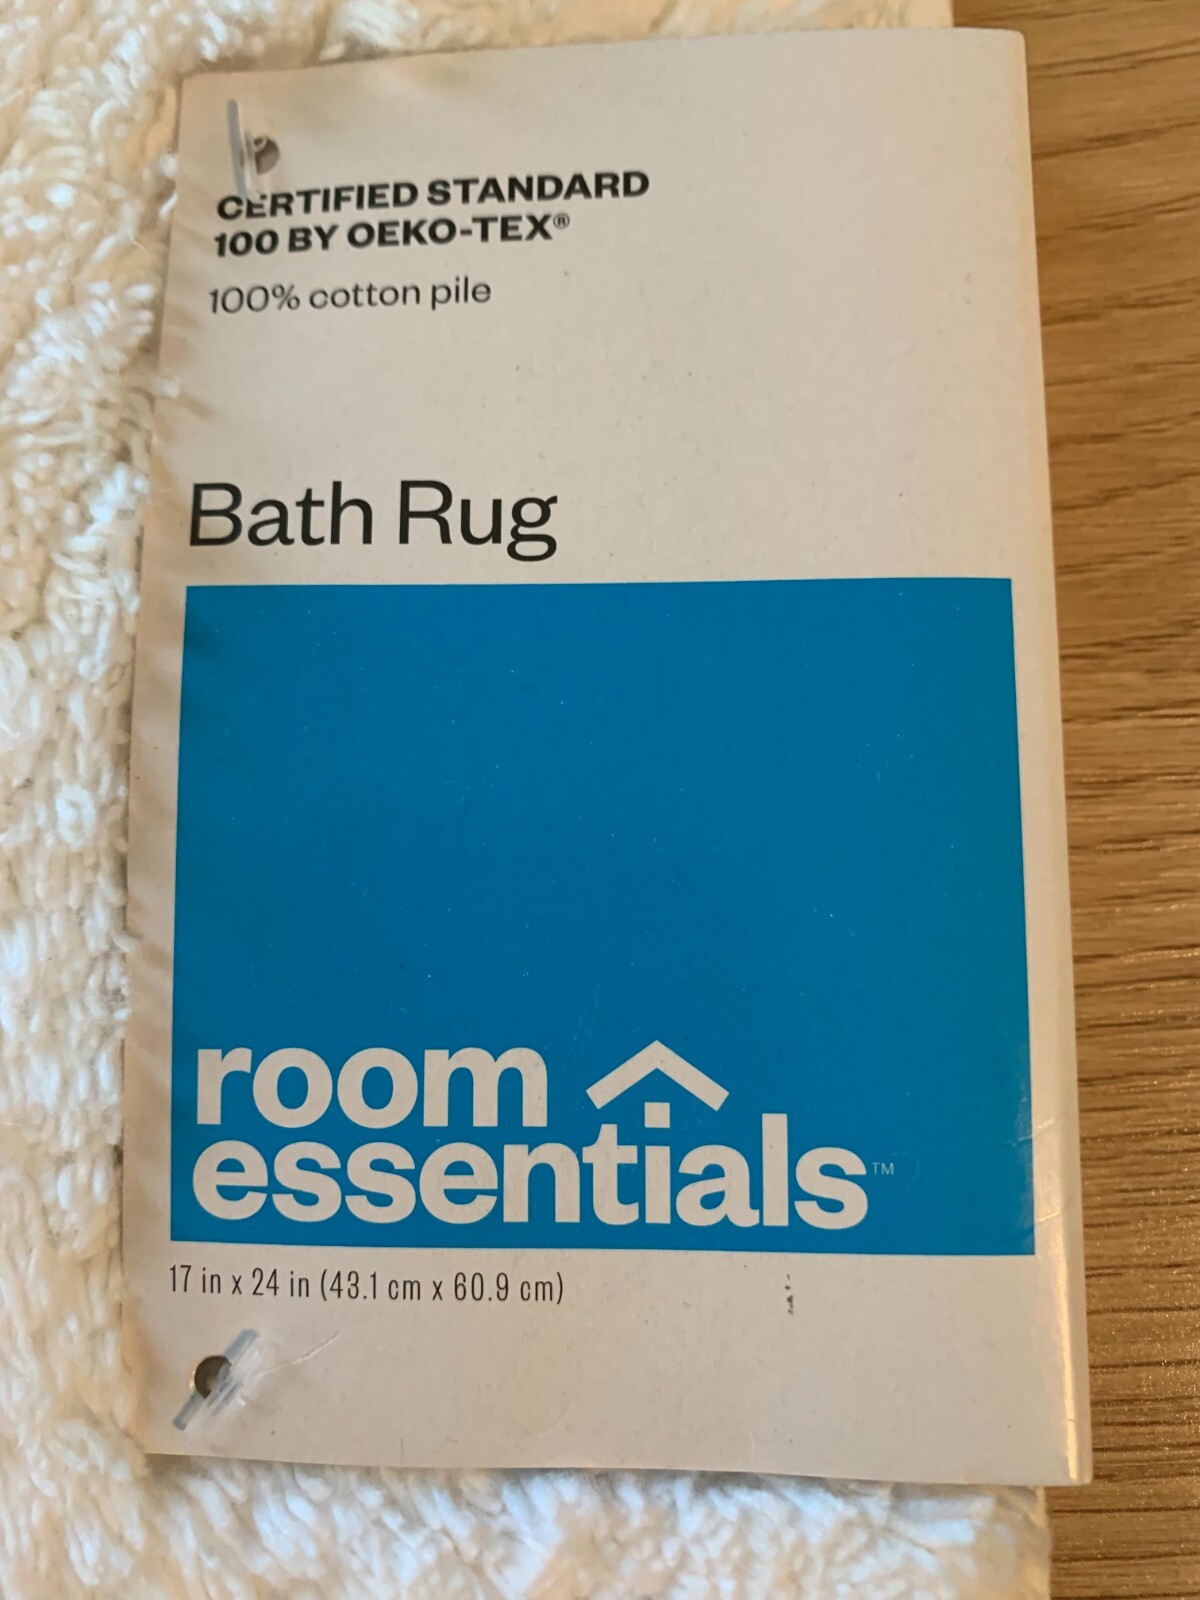 CERTIFIED STANDARD
100 BY OEKO-TEX®
100% cotton pile
Bath Rug
room
essentials™
17 in x 24 in (43.1 cm x 60.9 cm)